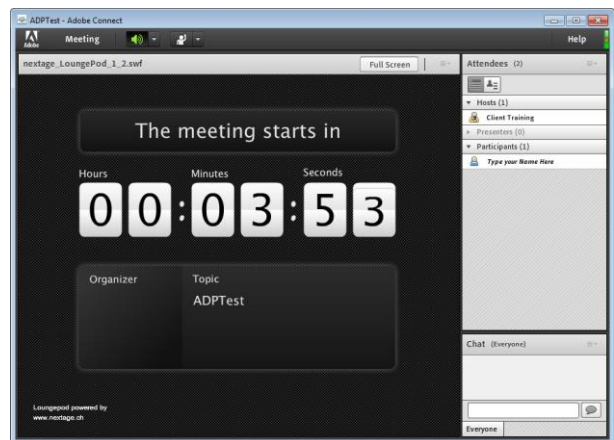 ADPTest - Adobe Connect
Adobe
Meeting
Help
nextage_LoungePod_1_2.swf
Full Screen
The meeting starts in
Hours
Minutes
Seconds
00:03:53
Organizer
Topic
ADPTest
Loungepod powered by
www.nextage.ch
Attendees (2)
Hosts (1)
Client Training
Presenters (0)
Participants (1)
Type your Name Here
Chat (Everyone)
Everyone